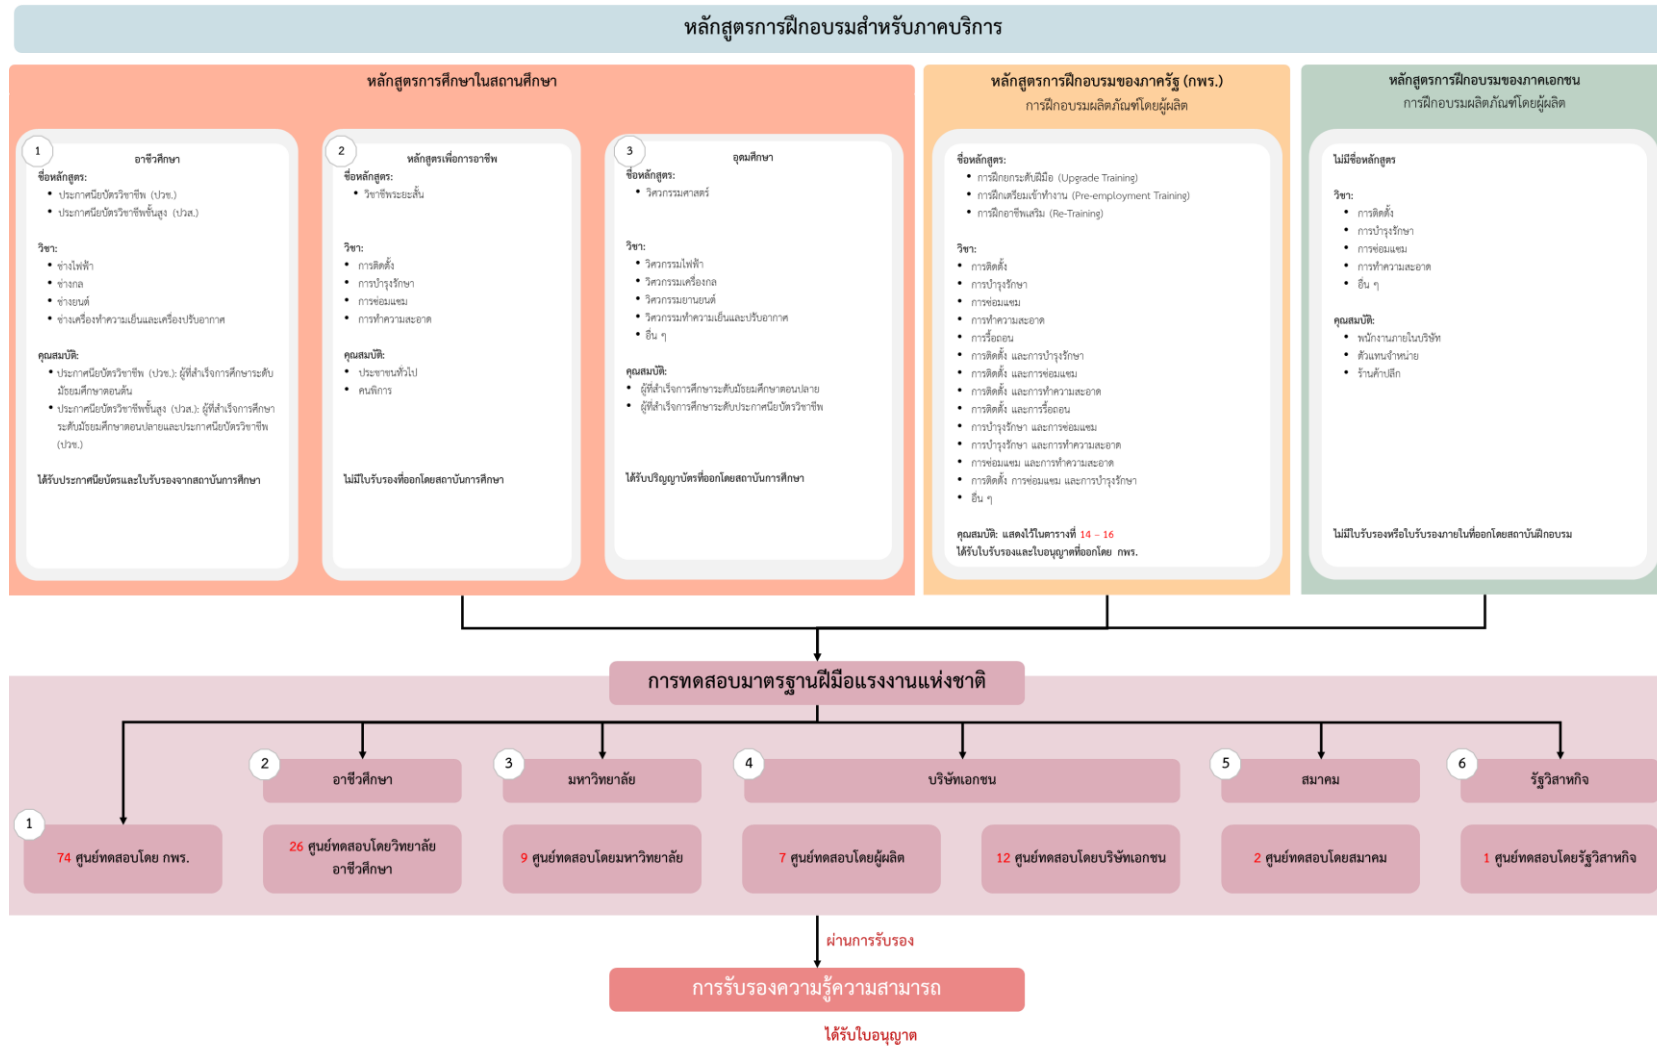 หลักสูตรการฝึกอบรมสำหรับภาคบริการ
หลักสูตรการศึกษาในสถานศึกษา
1
อาชีวศึกษา
ชื่อหลักสูตร:
• ประกาศนียบัตรวิชาชีพ (ปวช.)
• ประกาศนียบัตรวิชาชีพชั้นสูง (ปวส.)
วิชา:
• ช่างไฟฟ้า
• ช่างกล
• ช่างยนต์
• ช่างเครื่องทำความเย็นและเครื่องปรับอากาศ
คุณสมบัติ:
• ประกาศนียบัตรวิชาชีพ (ปวช.): ผู้ที่สำเร็จการศึกษาระดับ
มัธยมศึกษาตอนต้น
• ประกาศนียบัตรวิชาชีพชั้นสูง (ปวส.): ผู้ที่สำเร็จการศึกษา
ระดับมัธยมศึกษาตอนปลายและประกาศนียบัตรวิชาชีพ
(ปวช.)
ได้รับประกาศนียบัตรและใบรับรองจากสถาบันการศึกษา
2
หลักสูตรเพื่อการอาชีพ
ชื่อหลักสูตร:
• วิชาชีพระยะสั้น
วิชา:
• การติดตั้ง
• การบำรุงรักษา
• การซ่อมแซม
• การทำความสะอาด
คุณสมบัติ:
• ประชาชนทั่วไป
• คนพิการ
ไม่มีใบรับรองที่ออกโดยสถาบันการศึกษา
3
อุดมศึกษา
ชื่อหลักสูตร:
• วิศวกรรมศาสตร์
วิชา:
• วิศวกรรมไฟฟ้า
• วิศวกรรมเครื่องกล
• วิศวกรรมยานยนต์
• วิศวกรรมทำความเย็นและปรับอากาศ
• อื่น ๆ
คุณสมบัติ:
• ผู้ที่สำเร็จการศึกษาระดับมัธยมศึกษาตอนปลาย
• ผู้ที่สำเร็จการศึกษาระดับประกาศนียบัตรวิชาชีพ
ได้รับปริญญาบัตรที่ออกโดยสถาบันการศึกษา
หลักสูตรการฝึกอบรมของภาครัฐ (กพร.)
การฝึกอบรมผลิตภัณฑ์โดยผู้ผลิต
ชื่อหลักสูตร:
• การฝึกยกระดับฝีมือ (Upgrade Training)
• การฝึกเตรียมเข้าทำงาน (Pre-employment Training)
• การฝึกอาชีพเสริม (Re-Training)
วิชา:
• การติดตั้ง
• การบำรุงรักษา
• การซ่อมแซม
• การทำความสะอาด
• การรื้อถอน
• การติดตั้ง และการบำรุงรักษา
• การติดตั้ง และการซ่อมแซม
• การติดตั้ง และการทำความสะอาด
• การติดตั้ง และการรื้อถอน
• การบำรุงรักษา และการซ่อมแซม
• การบำรุงรักษา และการทำความสะอาด
• การซ่อมแซม และการทำความสะอาด
• การติดตั้ง การซ่อมแซม และการบำรุงรักษา
• อื่น ๆ
คุณสมบัติ: แสดงไว้ในตารางที่ 14 – 16
ได้รับใบรับรองและใบอนุญาตที่ออกโดย กพร.
หลักสูตรการฝึกอบรมของภาคเอกชน
การฝึกอบรมผลิตภัณฑ์โดยผู้ผลิต
ไม่มีชื่อหลักสูตร
วิชา:
• การติดตั้ง
• การบำรุงรักษา
• การซ่อมแซม
• การทำความสะอาด
• อื่น ๆ
คุณสมบัติ:
• พนักงานภายในบริษัท
• ตัวแทนจำหน่าย
• ร้านค้าปลีก
ไม่มีใบรับรองหรือใบรับรองภายในที่ออกโดยสถาบันฝึกอบรม
การทดสอบมาตรฐานฝีมือแรงงานแห่งชาติ
1
74 ศูนย์ทดสอบโดย กพร.
2
อาชีวศึกษา
26 ศูนย์ทดสอบโดยวิทยาลัย
อาชีวศึกษา
3
มหาวิทยาลัย
9 ศูนย์ทดสอบโดยมหาวิทยาลัย
4
บริษัทเอกชน
7 ศูนย์ทดสอบโดยผู้ผลิต
12 ศูนย์ทดสอบโดยบริษัทเอกชน
5
สมาคม
2 ศูนย์ทดสอบโดยสมาคม
6
รัฐวิสาหกิจ
1 ศูนย์ทดสอบโดยรัฐวิสาหกิจ
ผ่านการรับรอง
การรับรองความรู้ความสามารถ
ได้รับใบอนุญาต